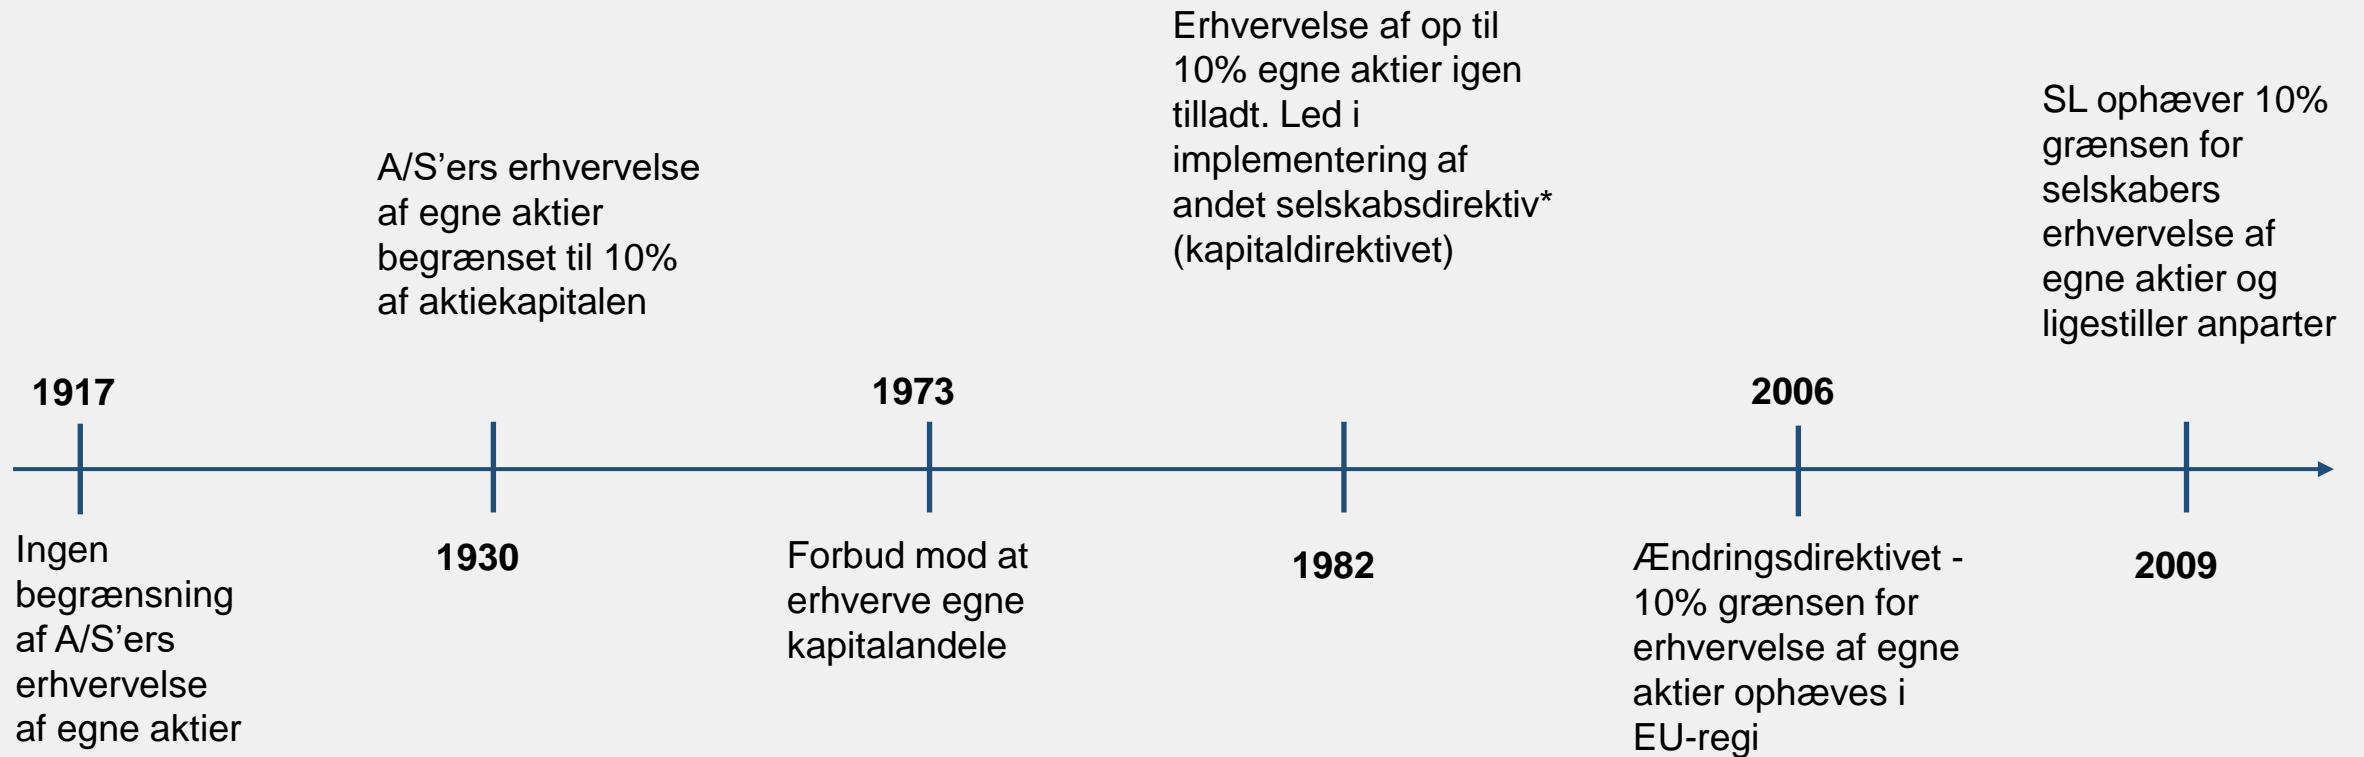 1917
Ingen
begrænsning
af A/S’ers
erhvervelse
af egne aktier
A/S’ers erhvervelse
af egne aktier
begrænset til 10%
af aktiekapitalen
1930
1973
Forbud mod at
erhverve egne
kapitalandele
Erhvervelse af op til
10% egne aktier igen
tilladt. Led i
implementering af
andet selskabsdirektiv*
(kapitaldirektivet)
1982
2006
Ændringsdirektivet -
10% grænsen for
erhvervelse af egne
aktier ophæves i
EU-regi
SL ophæver 10%
grænsen for
selskabers
erhvervelse af
egne aktier og
ligestiller anparter
2009